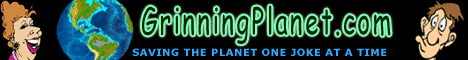 GrinningPlanet.com
SAVING THE PLANET ONE JOKE AT A TIME